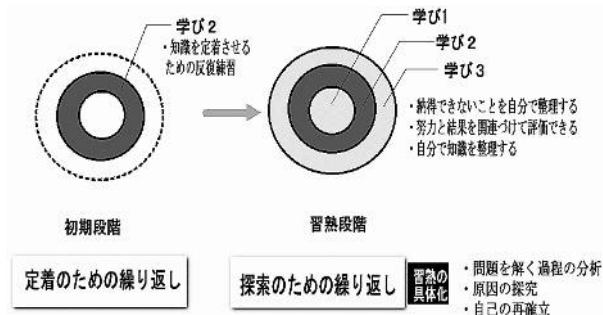 学び2
・知識を定着させる
ための反復練習
学び1
学び2
学び3
・納得できないことを自分で整理する
・努力と結果を関連づけて評価できる
・自分で知識を整理する
初期段階
習熟段階
定着のための繰り返し
探索のための繰り返し
習熟の
具体化
・問題を解く過程の分析
・原因の探究
・自己の再確立